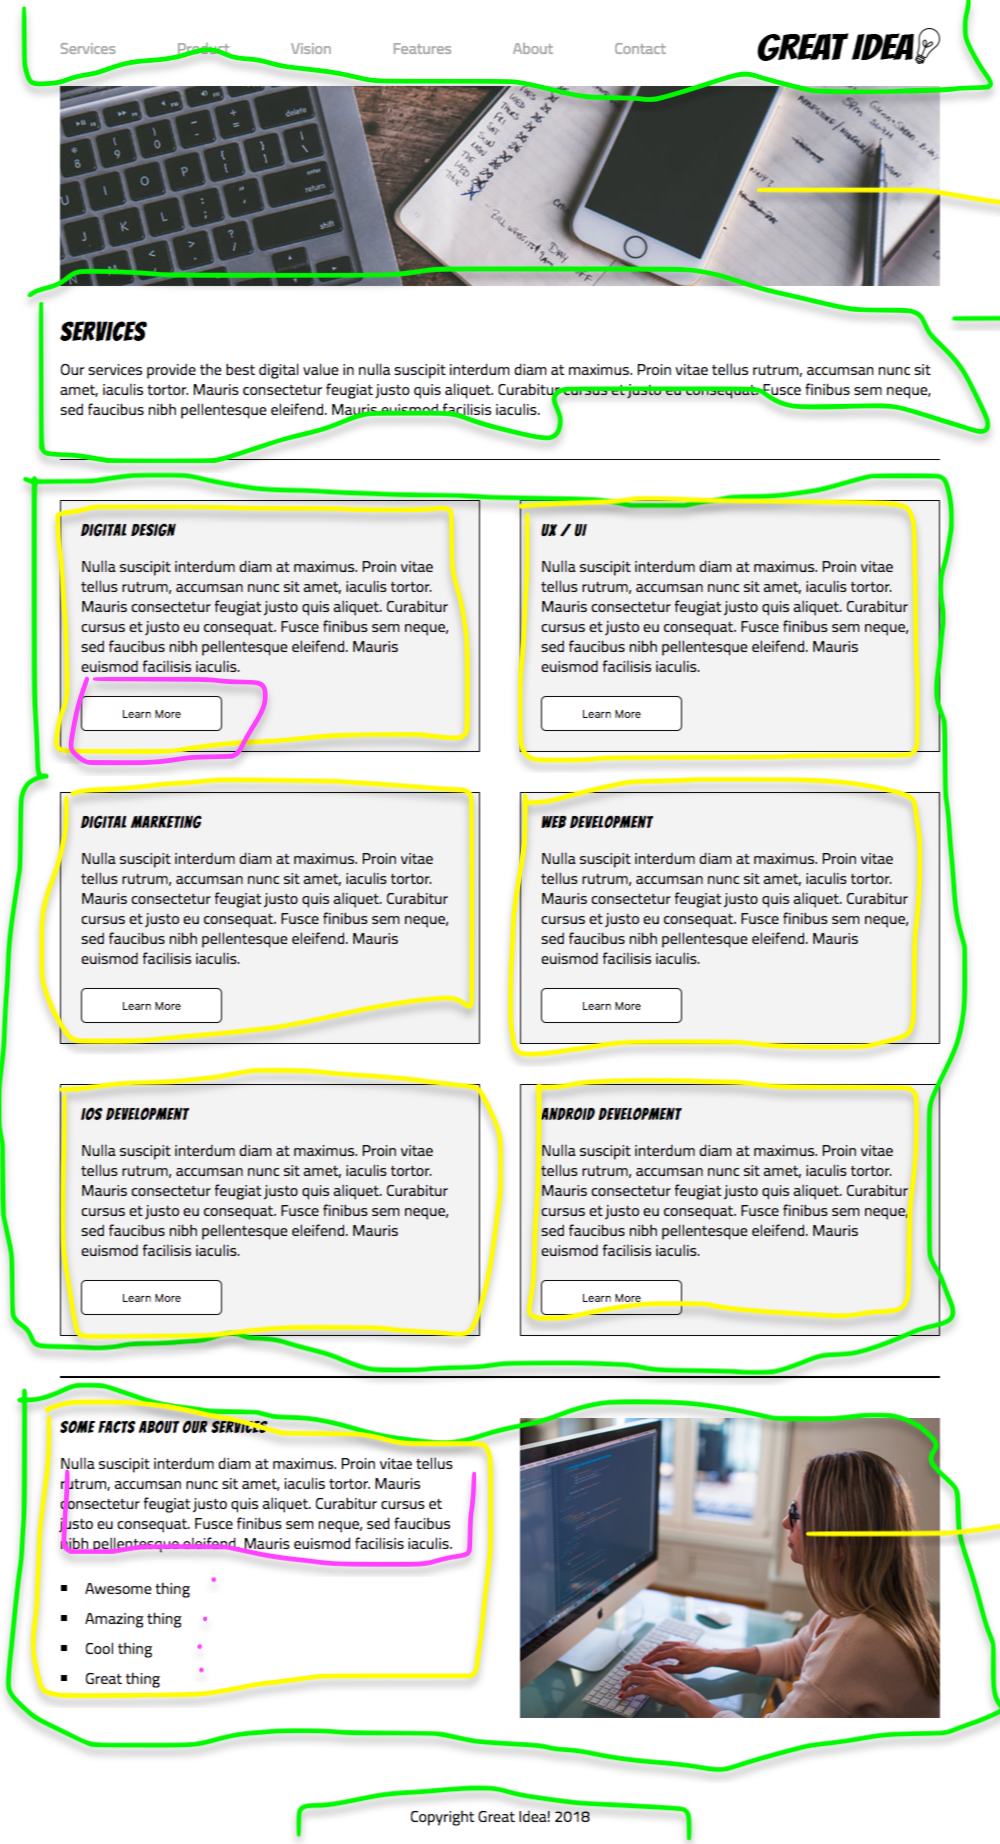 Services Product Vision Features About Contact GREAT IDEA!
delete
return
shift
SERVICES
Our services provide the best digital value in nulla suscipit interdum diam at maximus. Proin vitae tellus rutrum, accumsan nunc sit
amet, iaculis tortor. Mauris consectetur feugiat justo quis aliquet. Curabitur cursus et justo eu consequat. Fusce finibus sem neque,
sed faucibus nibh pellentesque eleifend. Mauris euismod facilisis iaculis.
DIGITAL DESIGN
Nulla suscipit interdum diam at maximus. Proin vitae
tellus rutrum, accumsan nunc sit amet, iaculis tortor.
Mauris consectetur feugiat justo quis aliquet. Curabitur
cursus et justo eu consequat. Fusce finibus sem neque,
sed faucibus nibh pellentesque eleifend. Mauris
euismod facilisis iaculis.
Learn More
UX / UI
Nulla suscipit interdum diam at maximus. Proin vitae
tellus rutrum, accumsan nunc sit amet, iaculis tortor.
Mauris consectetur feugiat justo quis aliquet. Curabitur
cursus et justo eu consequat. Fusce finibus sem neque,
sed faucibus nibh pellentesque eleifend. Mauris
euismod facilisis iaculis.
Learn More
DIGITAL MARKETING
Nulla suscipit interdum diam at maximus. Proin vitae
tellus rutrum, accumsan nunc sit amet, iaculis tortor.
Mauris consectetur feugiat justo quis aliquet. Curabitur
cursus et justo eu consequat. Fusce finibus sem neque,
sed faucibus nibh pellentesque eleifend. Mauris
euismod facilisis iaculis.
Learn More
WEB DEVELOPMENT
Nulla suscipit interdum diam at maximus. Proin vitae
tellus rutrum, accumsan nunc sit amet, iaculis tortor.
Mauris consectetur feugiat justo quis aliquet. Curabitur
cursus et justo eu consequat. Fusce finibus sem neque,
sed faucibus nibh pellentesque eleifend. Mauris
euismod facilisis iaculis.
Learn More
IOS DEVELOPMENT
Nulla suscipit interdum diam at maximus. Proin vitae
tellus rutrum, accumsan nunc sit amet, iaculis tortor.
Mauris consectetur feugiat justo quis aliquet. Curabitur
cursus et justo eu consequat. Fusce finibus sem neque,
sed faucibus nibh pellentesque eleifend. Mauris
euismod facilisis iaculis.
Learn More
ANDROID DEVELOPMENT
Nulla suscipit interdum diam at maximus. Proin vitae
tellus rutrum, accumsan nunc sit amet, iaculis tortor.
Mauris consectetur feugiat justo quis aliquet. Curabitur
cursus et justo eu consequat. Fusce finibus sem neque,
sed faucibus nibh pellentesque eleifend. Mauris
euismod facilisis iaculis.
Learn More
SOME FACTS ABOUT OUR SERVICES
Nulla suscipit interdum diam at maximus. Proin vitae tellus
rutrum, accumsan nunc sit amet, iaculis tortor. Mauris
consectetur feugiat justo quis aliquet. Curabitur cursus et
justo eu consequat. Fusce finibus sem neque, sed faucibus
nibh pellentesque eleifend. Mauris euismod facilisis iaculis.
Awesome thing
Amazing thing
Cool thing
Great thing
Copyright Great Idea! 2018